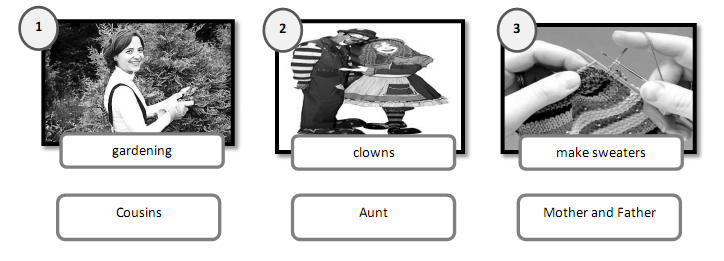 1
2
3
gardening
clowns
make sweaters
Cousins
Aunt
Mother and Father